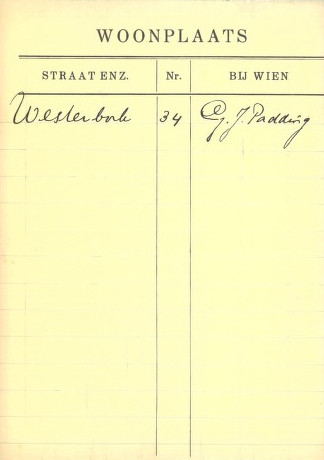 WOONPLAATS
STRAAT ENZ. Nr. BIJ WIEN
Westerbork 34 G. J. Padding